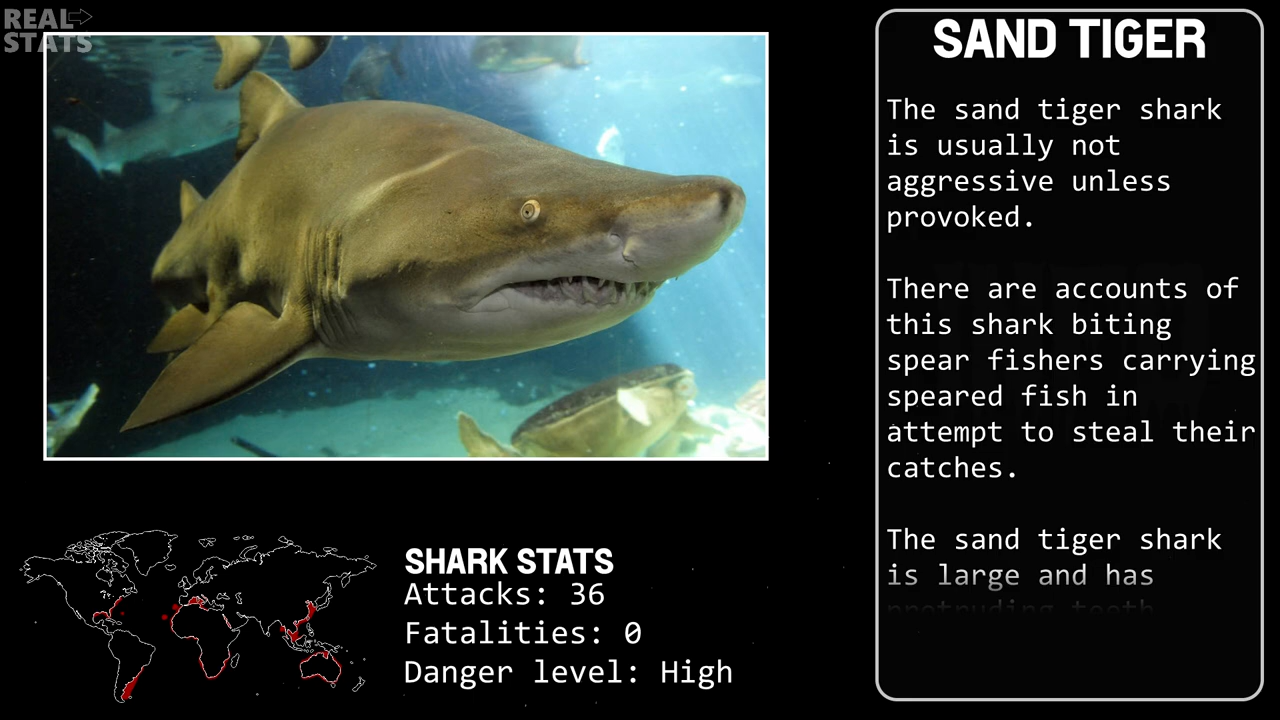 REAL
STATS
SAND TIGER
The sand tiger shark
is usually not
aggressive unless
provoked.
There are accounts of
this shark biting
spear fishers carrying
speared fish in
attempt to steal their
catches.
The sand tiger shark
is large and has
protruding teeth
SHARK STATS
Attacks: 36
Fatalities: 0
Danger level: High